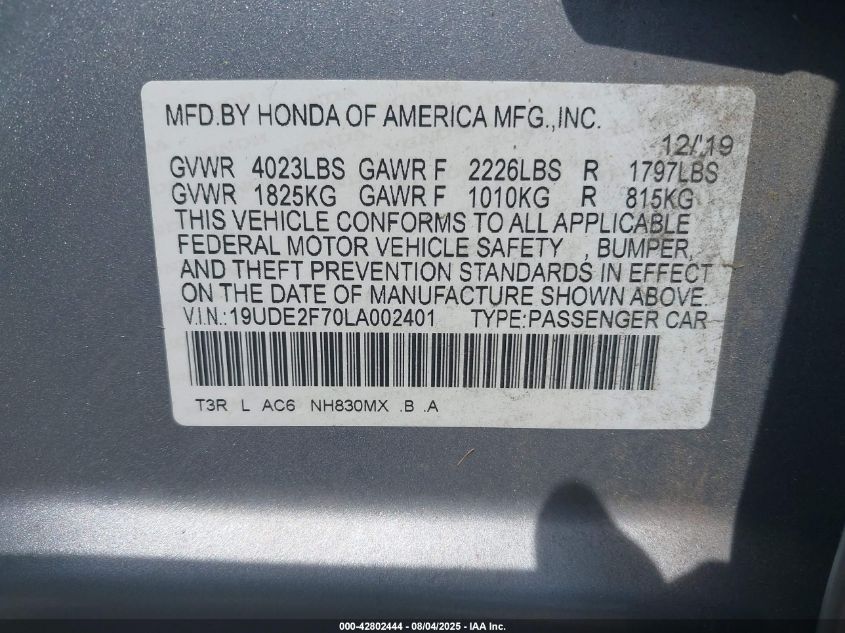 MFD.BY HONDA OF AMERICA MFG.,INC.
12/'19
GVWR 4023LBS GAWR F 2226LBS R 1797LBS
GVWR 1825KG GAWR F 1010KG R 815KG
THIS VEHICLE CONFORMS TO ALL APPLICABLE
FEDERAL MOTOR VEHICLE SAFETY , BUMPER,
AND THEFT PREVENTION STANDARDS IN EFFECT
ON THE DATE OF MANUFACTURE SHOWN ABOVE.
V.I.N.:19UDE2F70LA002401 TYPE:PASSENGER CAR
T3R L AC6 NH830MX .B .A
000-42802444 - 08/04/2025 - IAA Inc.